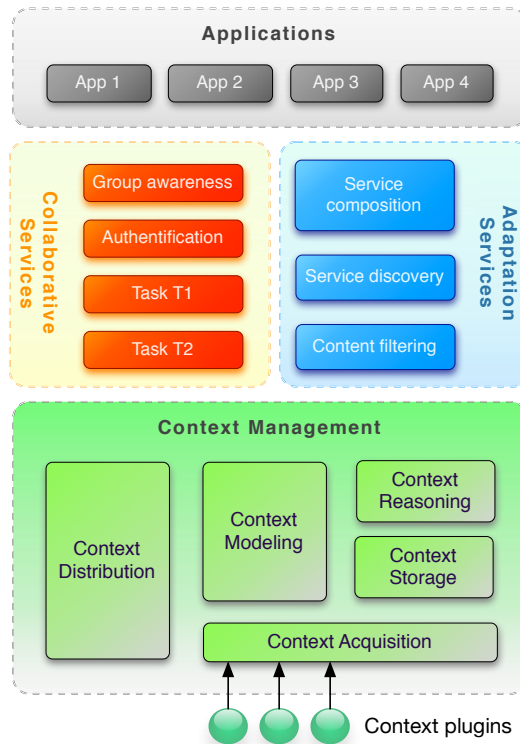 Applications
App 1
App 2
App 3
App 4
Collaborative
Services
Group awareness
Authentification
Task T1
Task T2
Service
composition
Service discovery
Content filtering
Adaptation
Services
Context Management
Context
Distribution
Context
Modeling
Context
Reasoning
Context
Storage
Context Acquisition
Context plugins